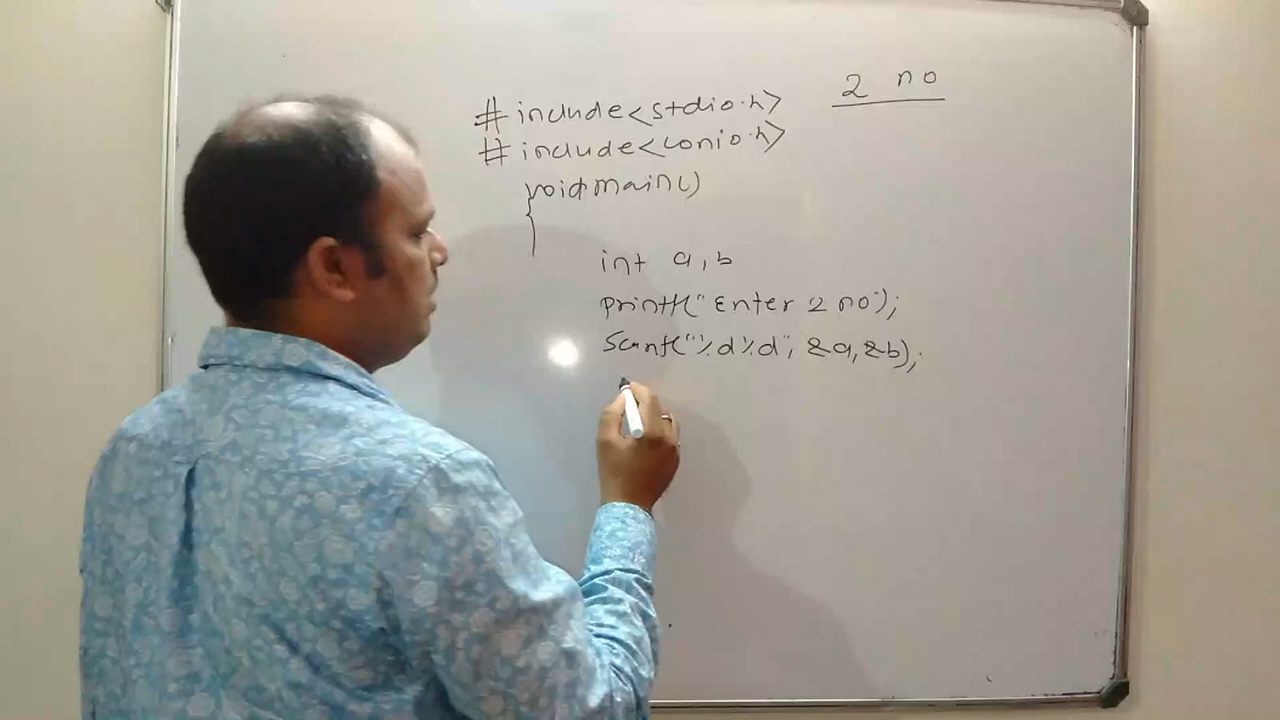 2 no
#include<stdio.h>
#include<conio.h>
void main()
{
int a,b
printf("Enter 2 no");
Scanf("%d%d", &a,&b);